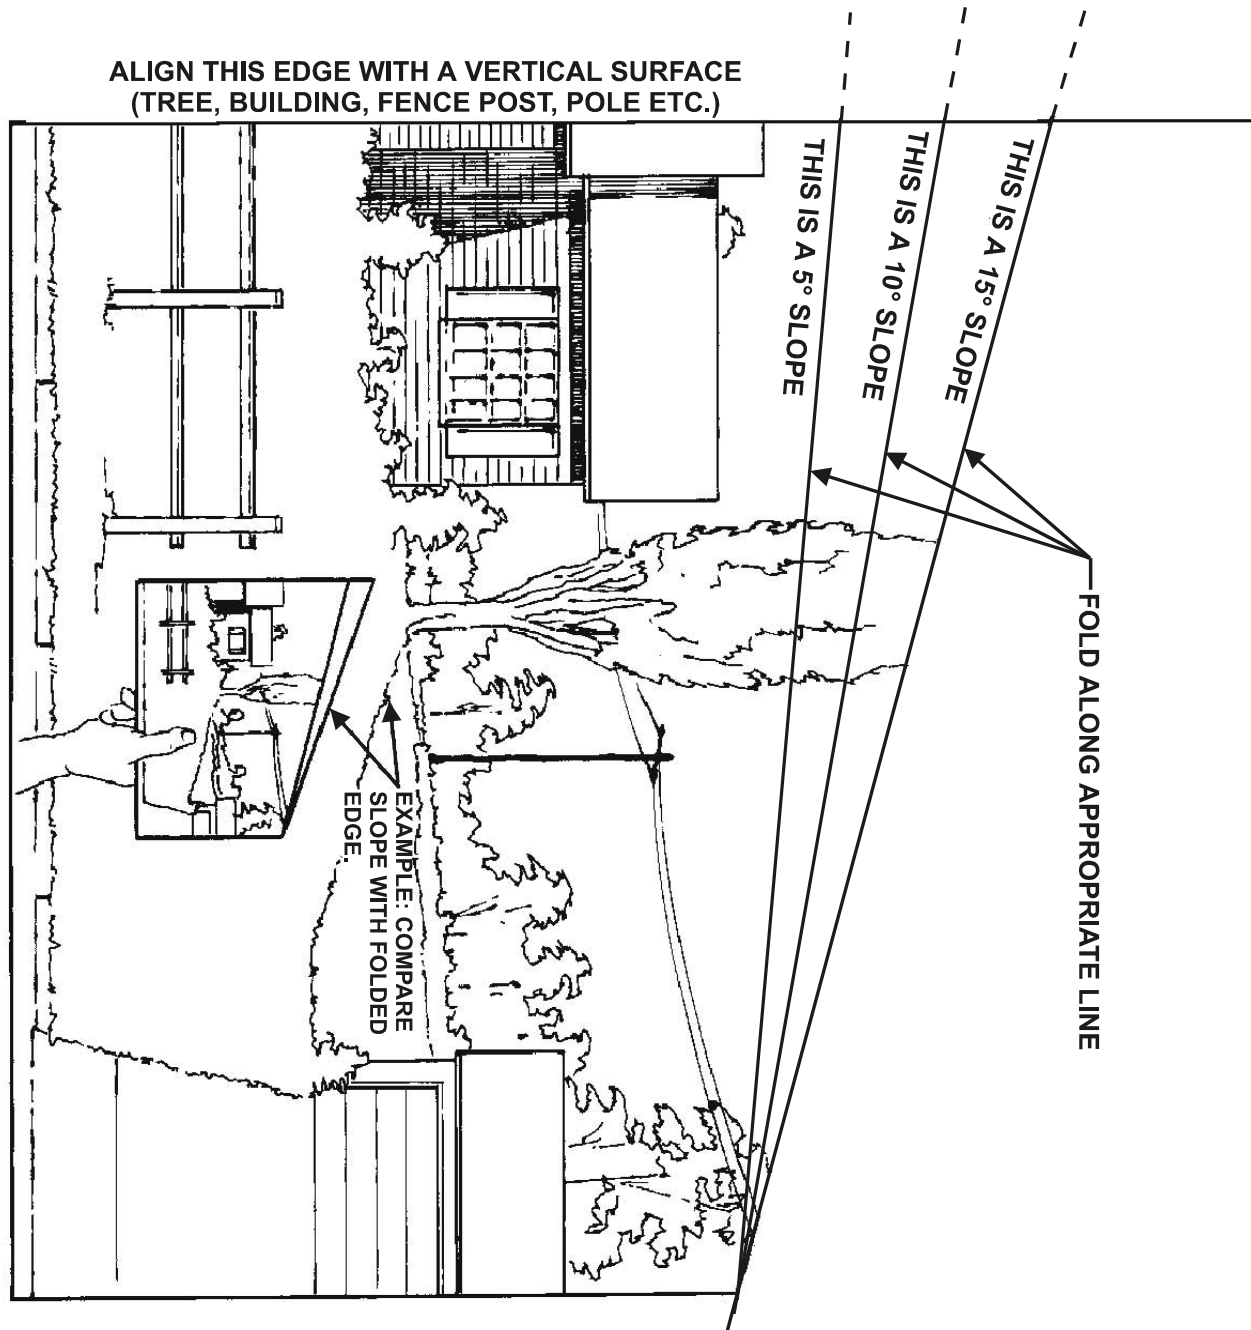 ALIGN THIS EDGE WITH A VERTICAL SURFACE
(TREE, BUILDING, FENCE POST, POLE ETC.)
THIS IS A 5° SLOPE
THIS IS A 10° SLOPE
THIS IS A 15° SLOPE
FOLD ALONG APPROPRIATE LINE
EXAMPLE: COMPARE
SLOPE WITH FOLDED
EDGE.